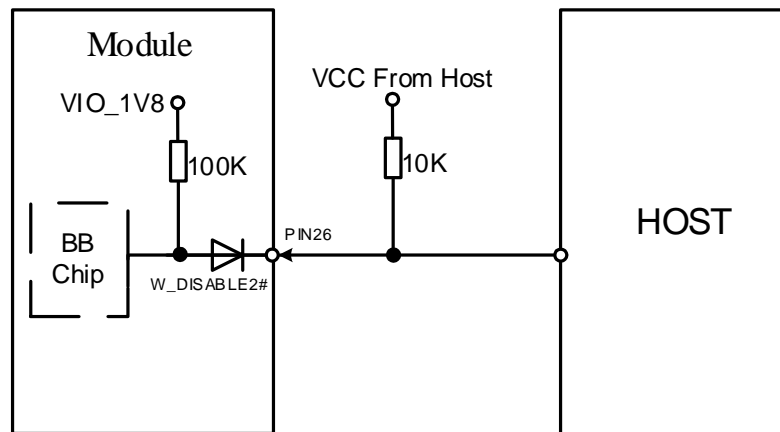 Module
VCC From Host
VIO_1V8
100K
10K
PIN26
HOST
BB
Chip
W_DISABLE2#